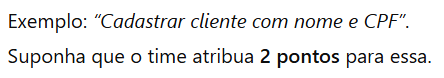 Exemplo: “Cadastrar cliente com nome e CPF”.
Suponha que o time atribua 2 pontos para essa.